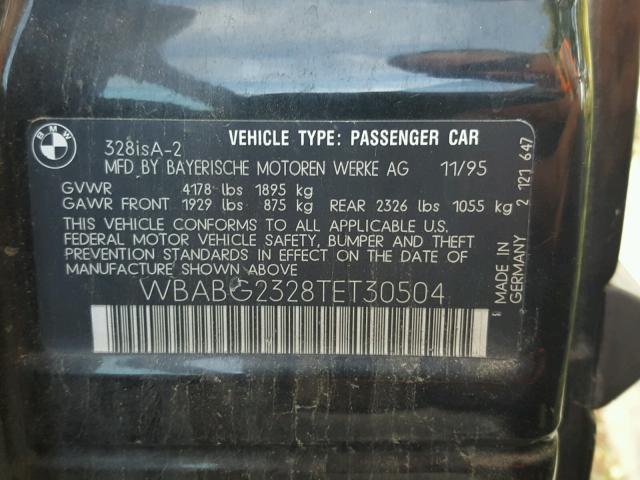 BMW
328isA-2 VEHICLE TYPE: PASSENGER CAR
MFD BY BAYERISCHE MOTOREN WERKE AG 11/95
GVWR 4178 lbs 1895 kg
GAWR FRONT 1929 lbs 875 kg REAR 2326 lbs 1055 kg
THIS VEHICLE CONFORMS TO ALL APPLICABLE U.S.
FEDERAL MOTOR VEHICLE SAFETY, BUMPER AND THEFT
PREVENTION STANDARDS IN EFFECT ON THE DATE OF
MANUFACTURE SHOWN ABOVE.
WBABG2328TET30504
MADE IN
GERMANY
2 121 647